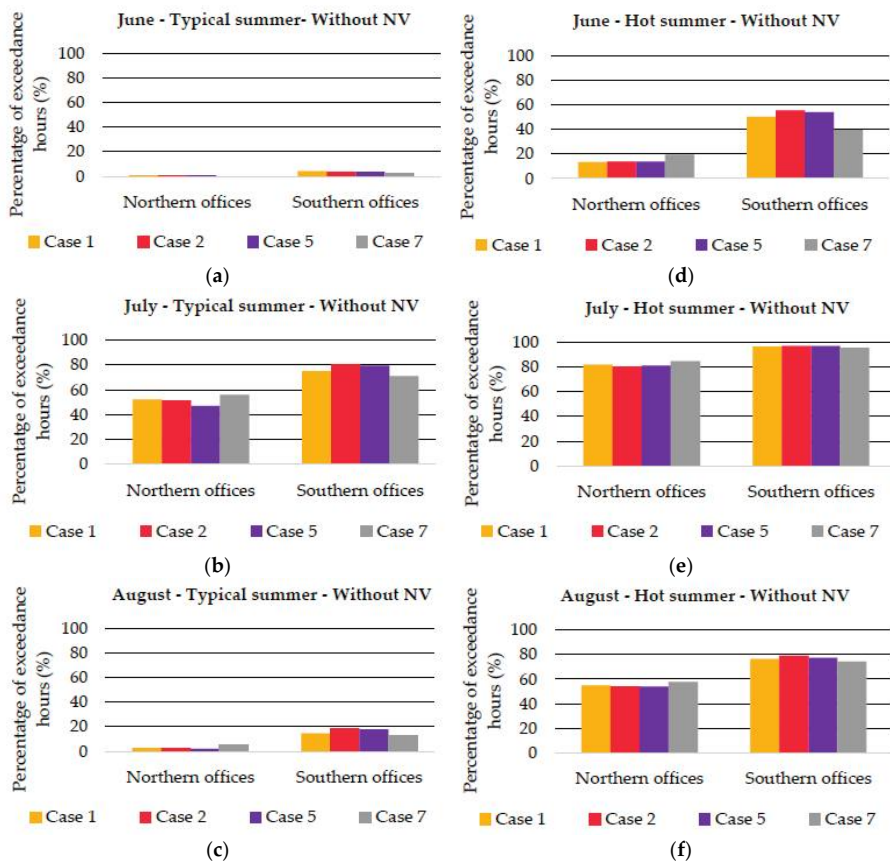 June - Typical summer- Without NV
Percentatge of exceedance
hours (%)
100
80
60
40
20
0
Northern offices Southern offices
Case 1 Case 2 Case 5 Case 7
(a)
June - Hot summer - Without NV
Percentatge of exceedance
hours (%)
100
80
60
40
20
0
Northern offices Southern offices
Case 1 Case 2 Case 5 Case 7
(d)
July - Typical summer - Without NV
Percentatge of exceedance
hours (%)
100
80
60
40
20
0
Northern offices Southern offices
Case 1 Case 2 Case 5 Case 7
(b)
July - Hot summer - Without NV
Percentatge of exceedance
hours (%)
100
80
60
40
20
0
Northern offices Southern offices
Case 1 Case 2 Case 5 Case 7
(e)
August - Typical summer - Without NV
Percentatge of exceedance
hours (%)
100
80
60
40
20
0
Northern offices Southern offices
Case 1 Case 2 Case 5 Case 7
(c)
August - Hot summer - Without NV
Percentatge of exceedance
hours (%)
100
80
60
40
20
0
Northern offices Southern offices
Case 1 Case 2 Case 5 Case 7
(f)